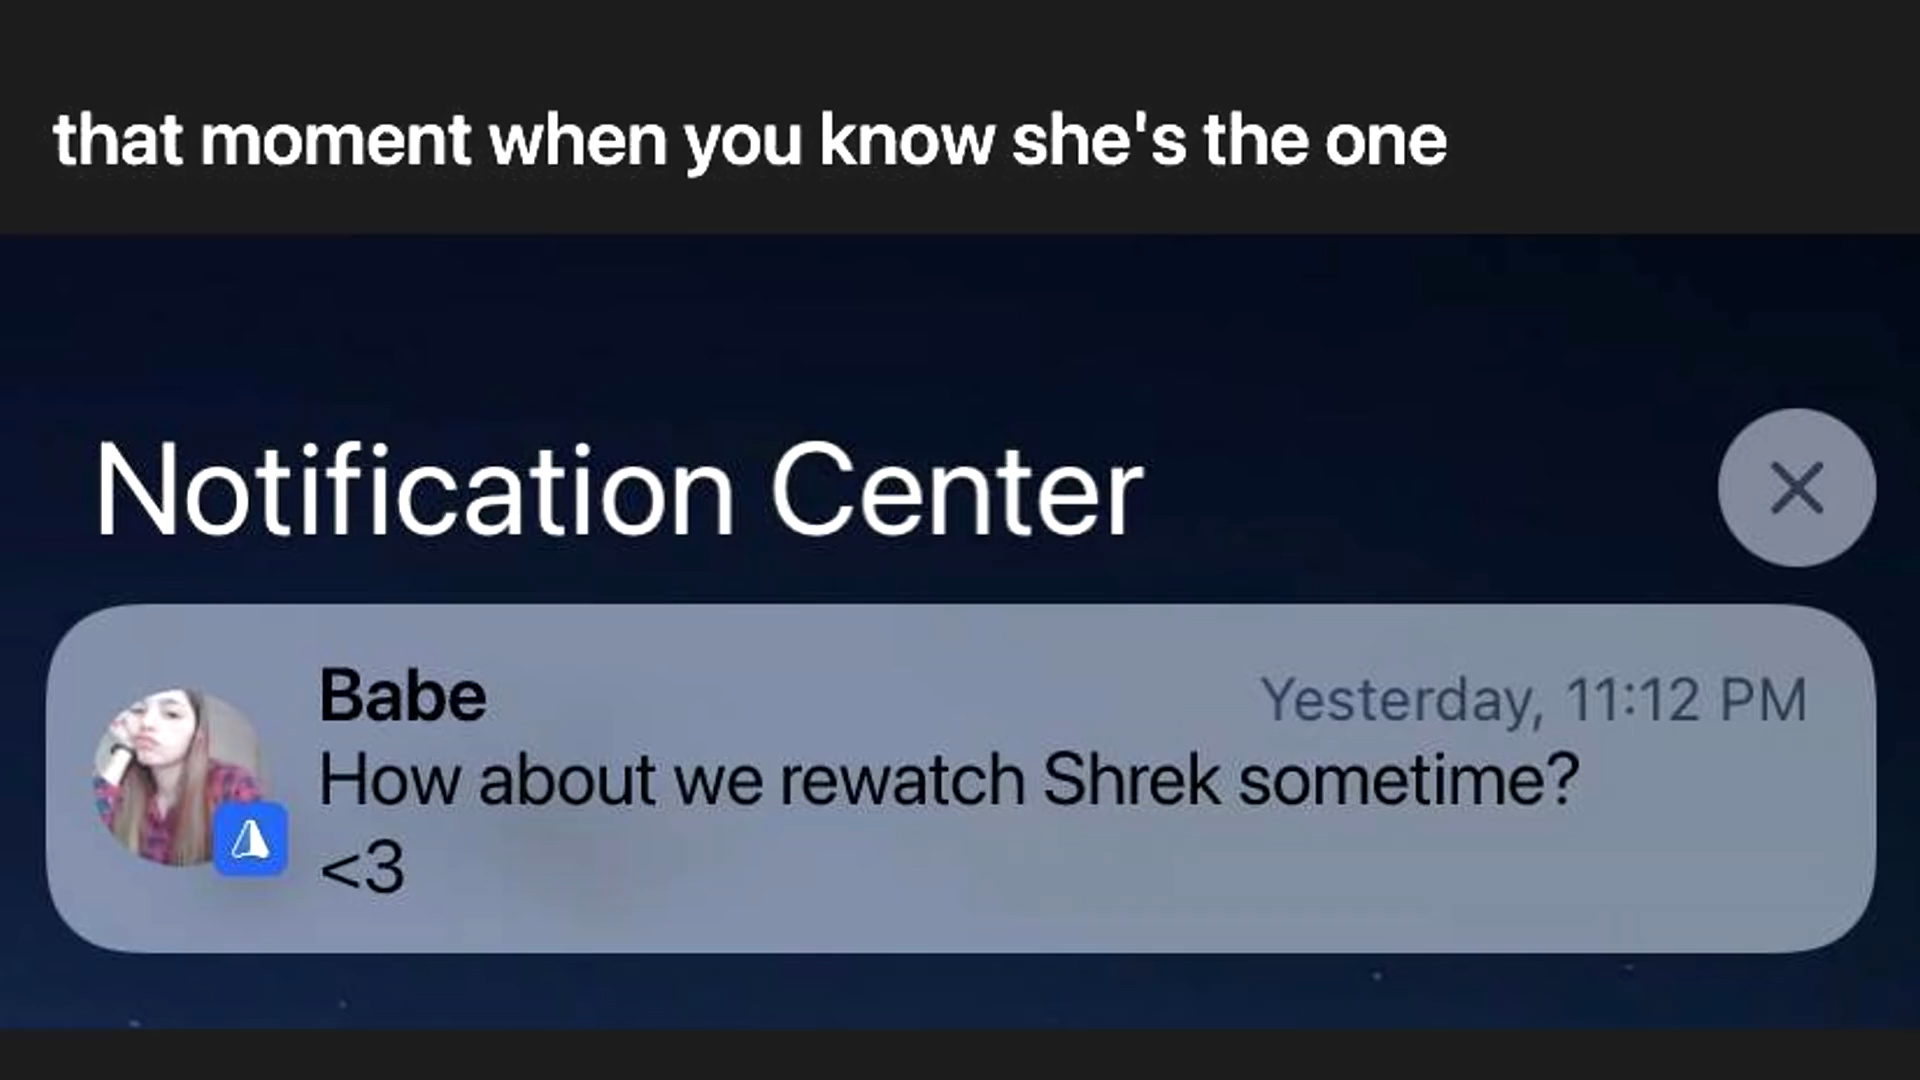 that moment when you know she's the one
Notification Center
Babe
Yesterday, 11:12 PM
How about we rewatch Shrek sometime?
<3